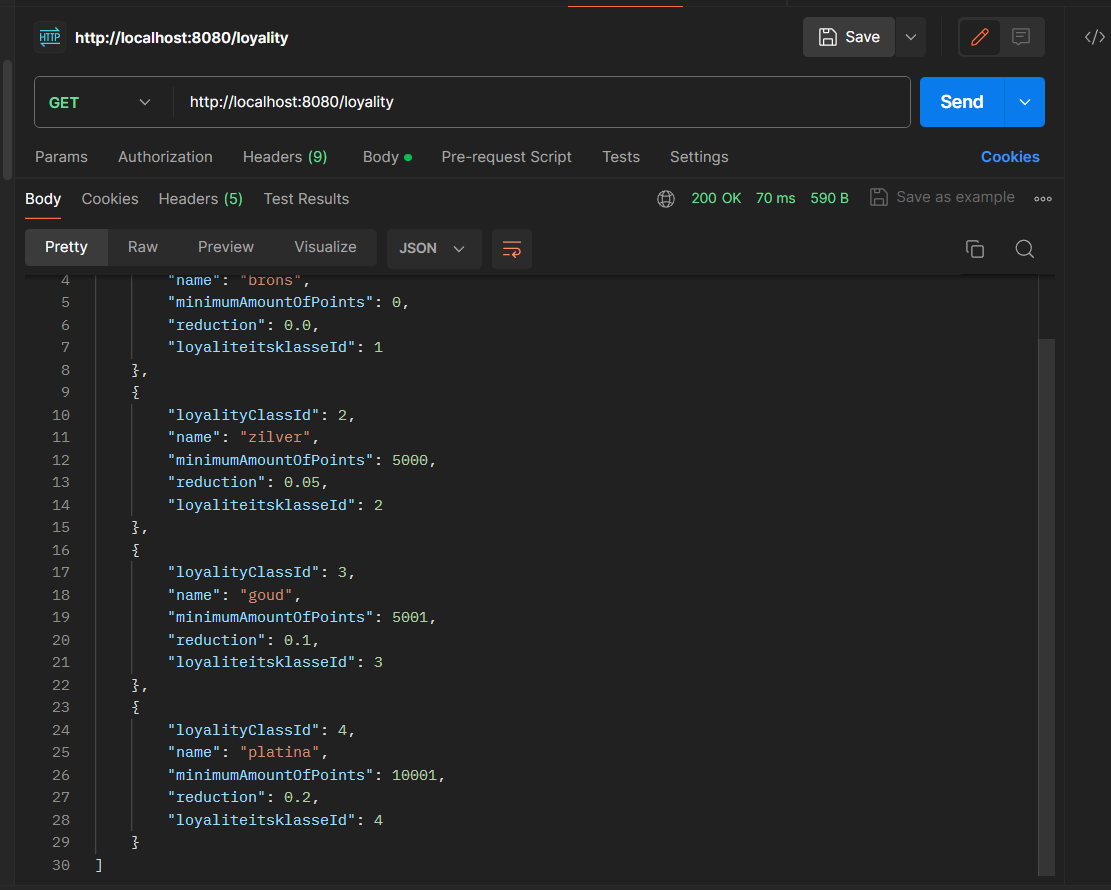 HTTP http://localhost:8080/loyality Save </>
GET http://localhost:8080/loyality Send
Params Authorization Headers (9) Body Pre-request Script Tests Settings Cookies
Body Cookies Headers (5) Test Results 200 OK 70 ms 590 B Save as example
Pretty Raw Preview Visualize JSON
4 "name": "brons",
5 "minimumAmountOfPoints": 0,
6 "reduction": 0.0,
7 "loyaliteitsklasseId": 1
8 },
9 {
10 "loyalityClassId": 2,
11 "name": "zilver",
12 "minimumAmountOfPoints": 5000,
13 "reduction": 0.05,
14 "loyaliteitsklasseId": 2
15 },
16 {
17 "loyalityClassId": 3,
18 "name": "goud",
19 "minimumAmountOfPoints": 5001,
20 "reduction": 0.1,
21 "loyaliteitsklasseId": 3
22 },
23 {
24 "loyalityClassId": 4,
25 "name": "platina",
26 "minimumAmountOfPoints": 10001,
27 "reduction": 0.2,
28 "loyaliteitsklasseId": 4
29 }
30 ]